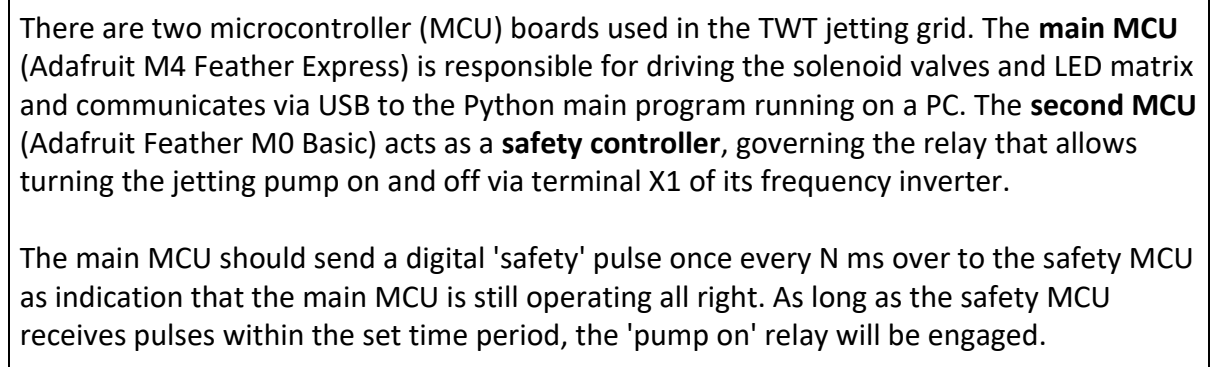 There are two microcontroller (MCU) boards used in the TWT jetting grid. The main MCU
(Adafruit M4 Feather Express) is responsible for driving the solenoid valves and LED matrix
and communicates via USB to the Python main program running on a PC. The second MCU
(Adafruit Feather M0 Basic) acts as a safety controller, governing the relay that allows
turning the jetting pump on and off via terminal X1 of its frequency inverter.
The main MCU should send a digital 'safety' pulse once every N ms over to the safety MCU
as indication that the main MCU is still operating all right. As long as the safety MCU
receives pulses within the set time period, the 'pump on' relay will be engaged.